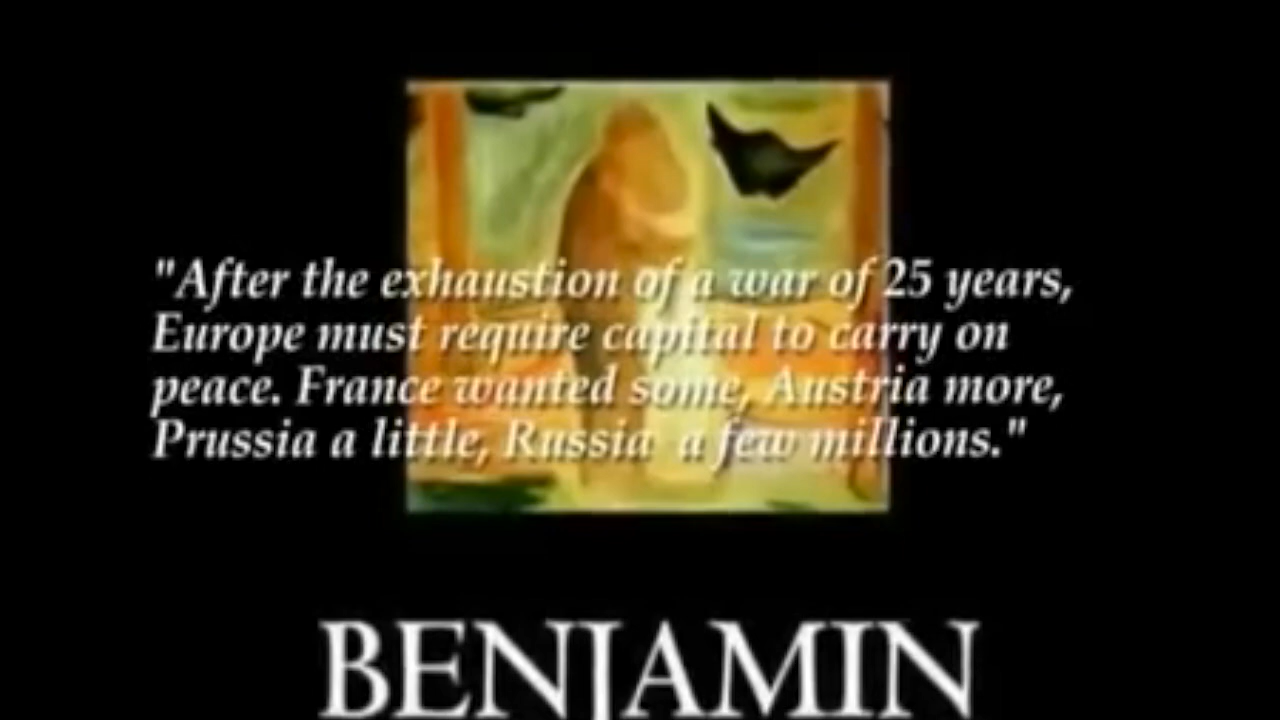 "After the exhaustion of a war of 25 years,
Europe must require capital to carry on
peace. France wanted some, Austria more,
Prussia a little, Russia a few millions."
BENJAMIN